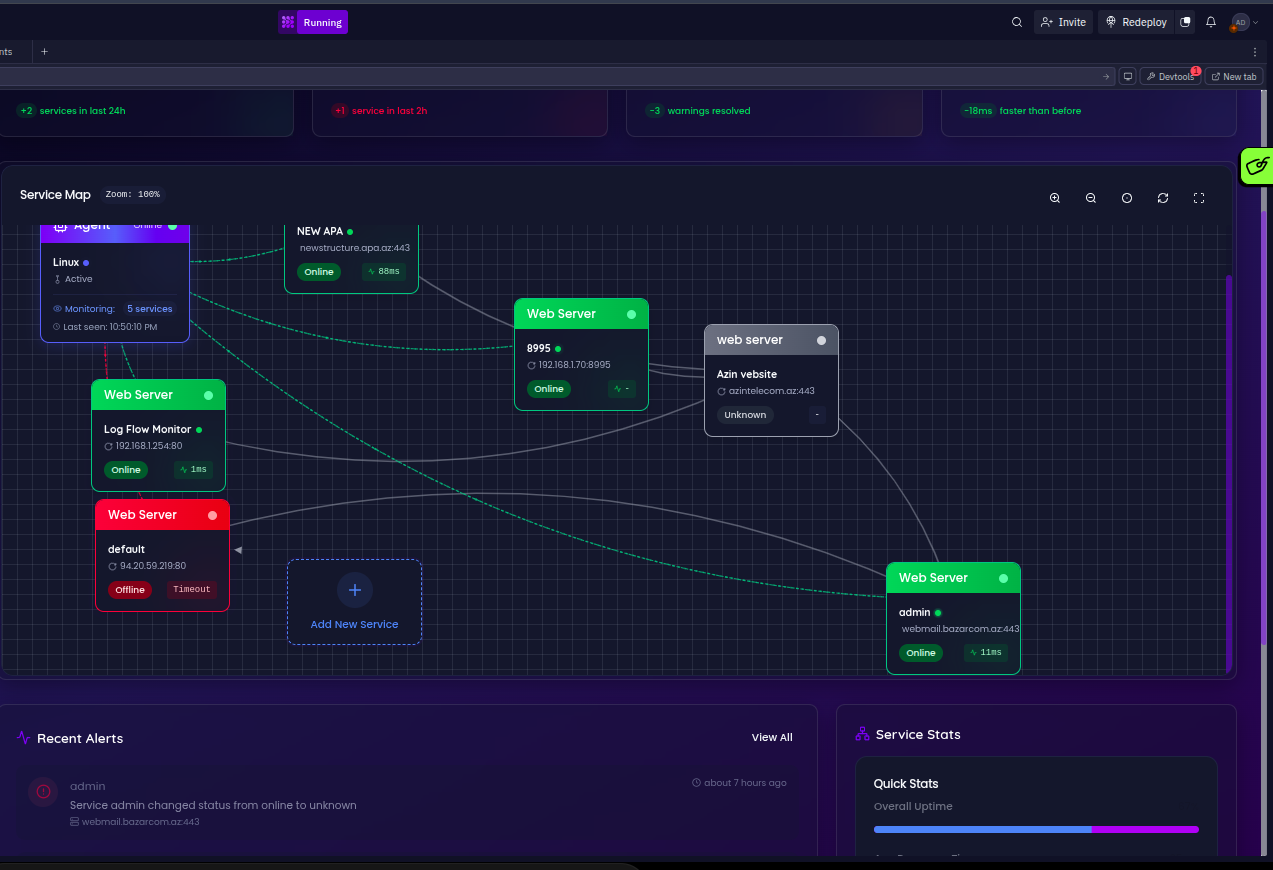 Running
Invite
Redeploy
AD
nts
+
Devtools
1
New tab
+2 services in last 24h
+1 service in last 2h
-3 warnings resolved
-18ms faster than before
Service Map
Zoom: 100%
Agent
Online
Linux
Active
Monitoring: 5 services
Last seen: 10:50:10 PM
NEW APA
newstructure.apa.az:443
Online
88ms
Web Server
8995
192.168.1.70:8995
Online
-
web server
Azin vebsite
azintelecom.az:443
Unknown
-
Web Server
Log Flow Monitor
192.168.1.254:80
Online
1ms
Web Server
default
94.20.59.219:80
Offline
Timeout
Add New Service
Web Server
admin
webmail.bazarcom.az:443
Online
11ms
Recent Alerts
View All
admin
about 7 hours ago
Service admin changed status from online to unknown
webmail.bazarcom.az:443
Service Stats
Quick Stats
Overall Uptime